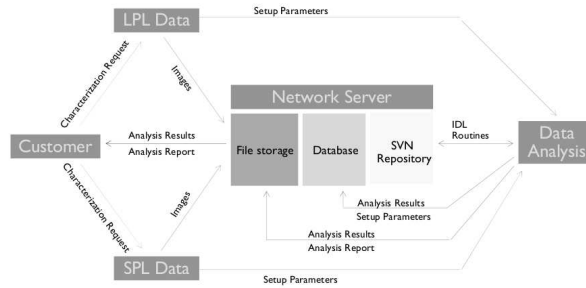 LPL Data
Setup Parameters
Characterization Request
Images
Network Server
Customer
Analysis Results
Analysis Report
File storage
Database
SVN
Repository
IDL
Routines
Data
Analysis
Characterization Request
Images
Analysis Results
Setup Parameters
Analysis Results
Analysis Report
SPL Data
Setup Parameters